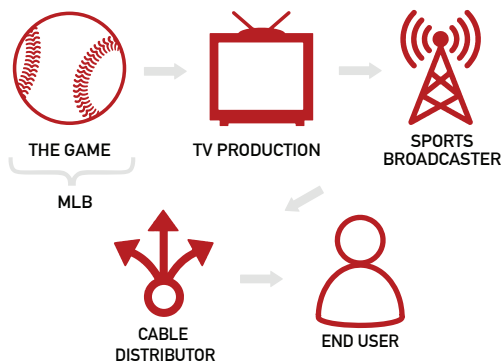 THE GAME
TV PRODUCTION
SPORTS
BROADCASTER
MLB
CABLE
DISTRIBUTOR
END USER